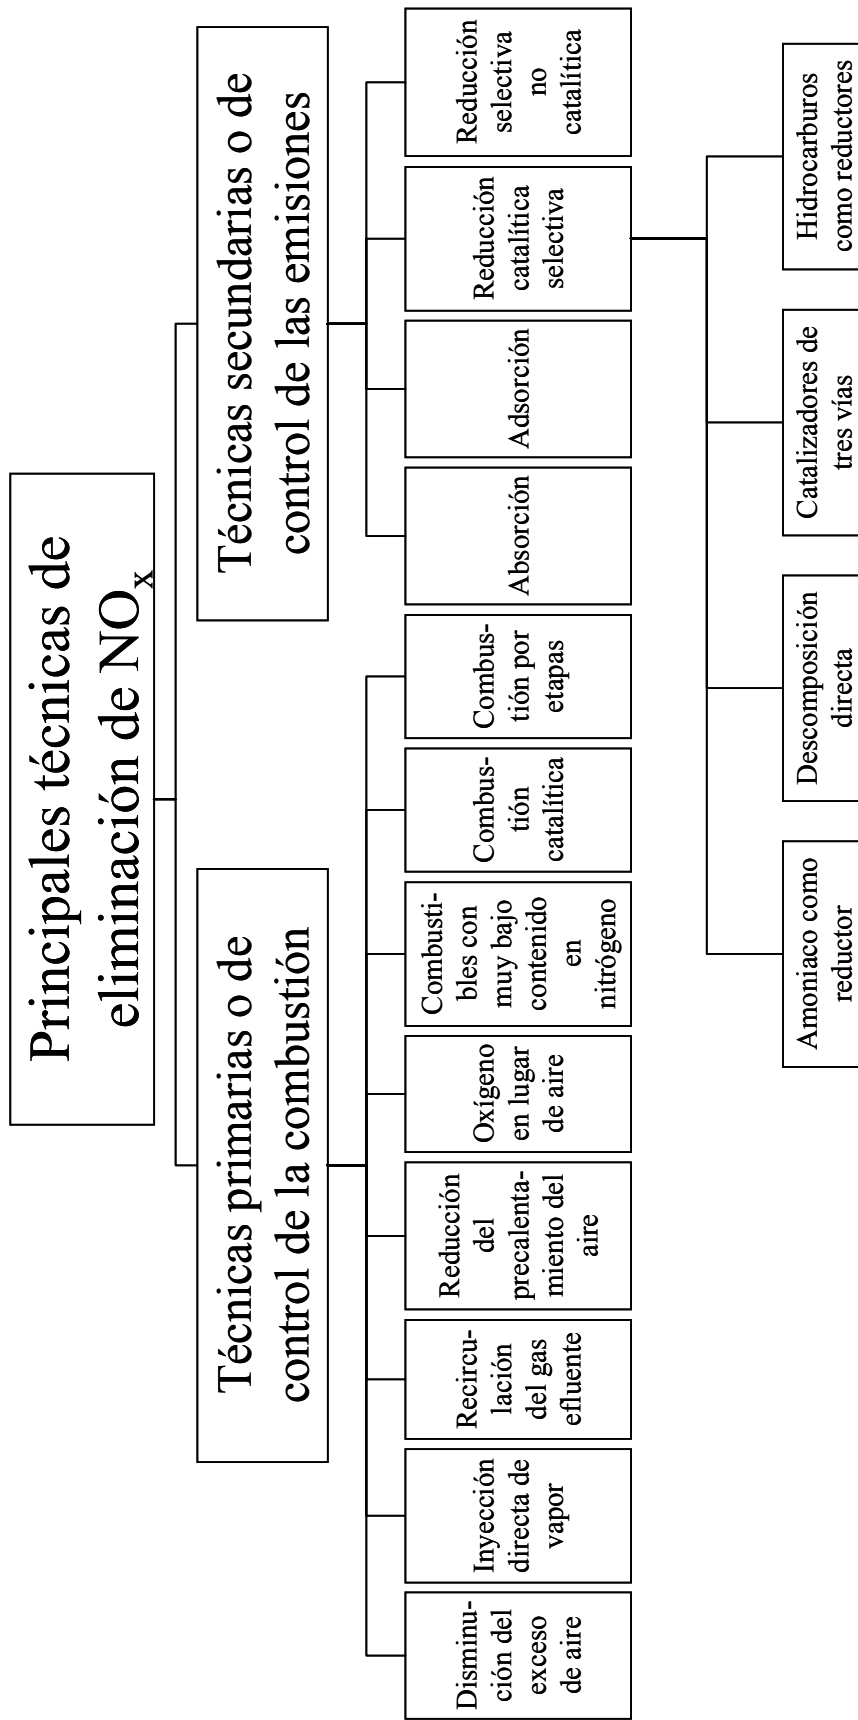 Principales técnicas de
eliminación de NOx
Técnicas primarias o de
control de la combustión
Técnicas secundarias o de
control de las emisiones
Disminu-
ción del
exceso
de aire
Inyección
directa de
vapor
Recircu-
lación
del gas
efluente
Reducción
del
precalenta-
miento del
aire
Oxígeno
en lugar
de aire
Combusti-
bles con
muy bajo
contenido
en
nitrógeno
Combus-
tión
catalítica
Combus-
tión por
etapas
Absorción
Adsorción
Reducción
catalítica
selectiva
Reducción
selectiva
no
catalítica
Amoniaco como
reductor
Descomposición
directa
Catalizadores de
tres vías
Hidrocarburos
como reductores